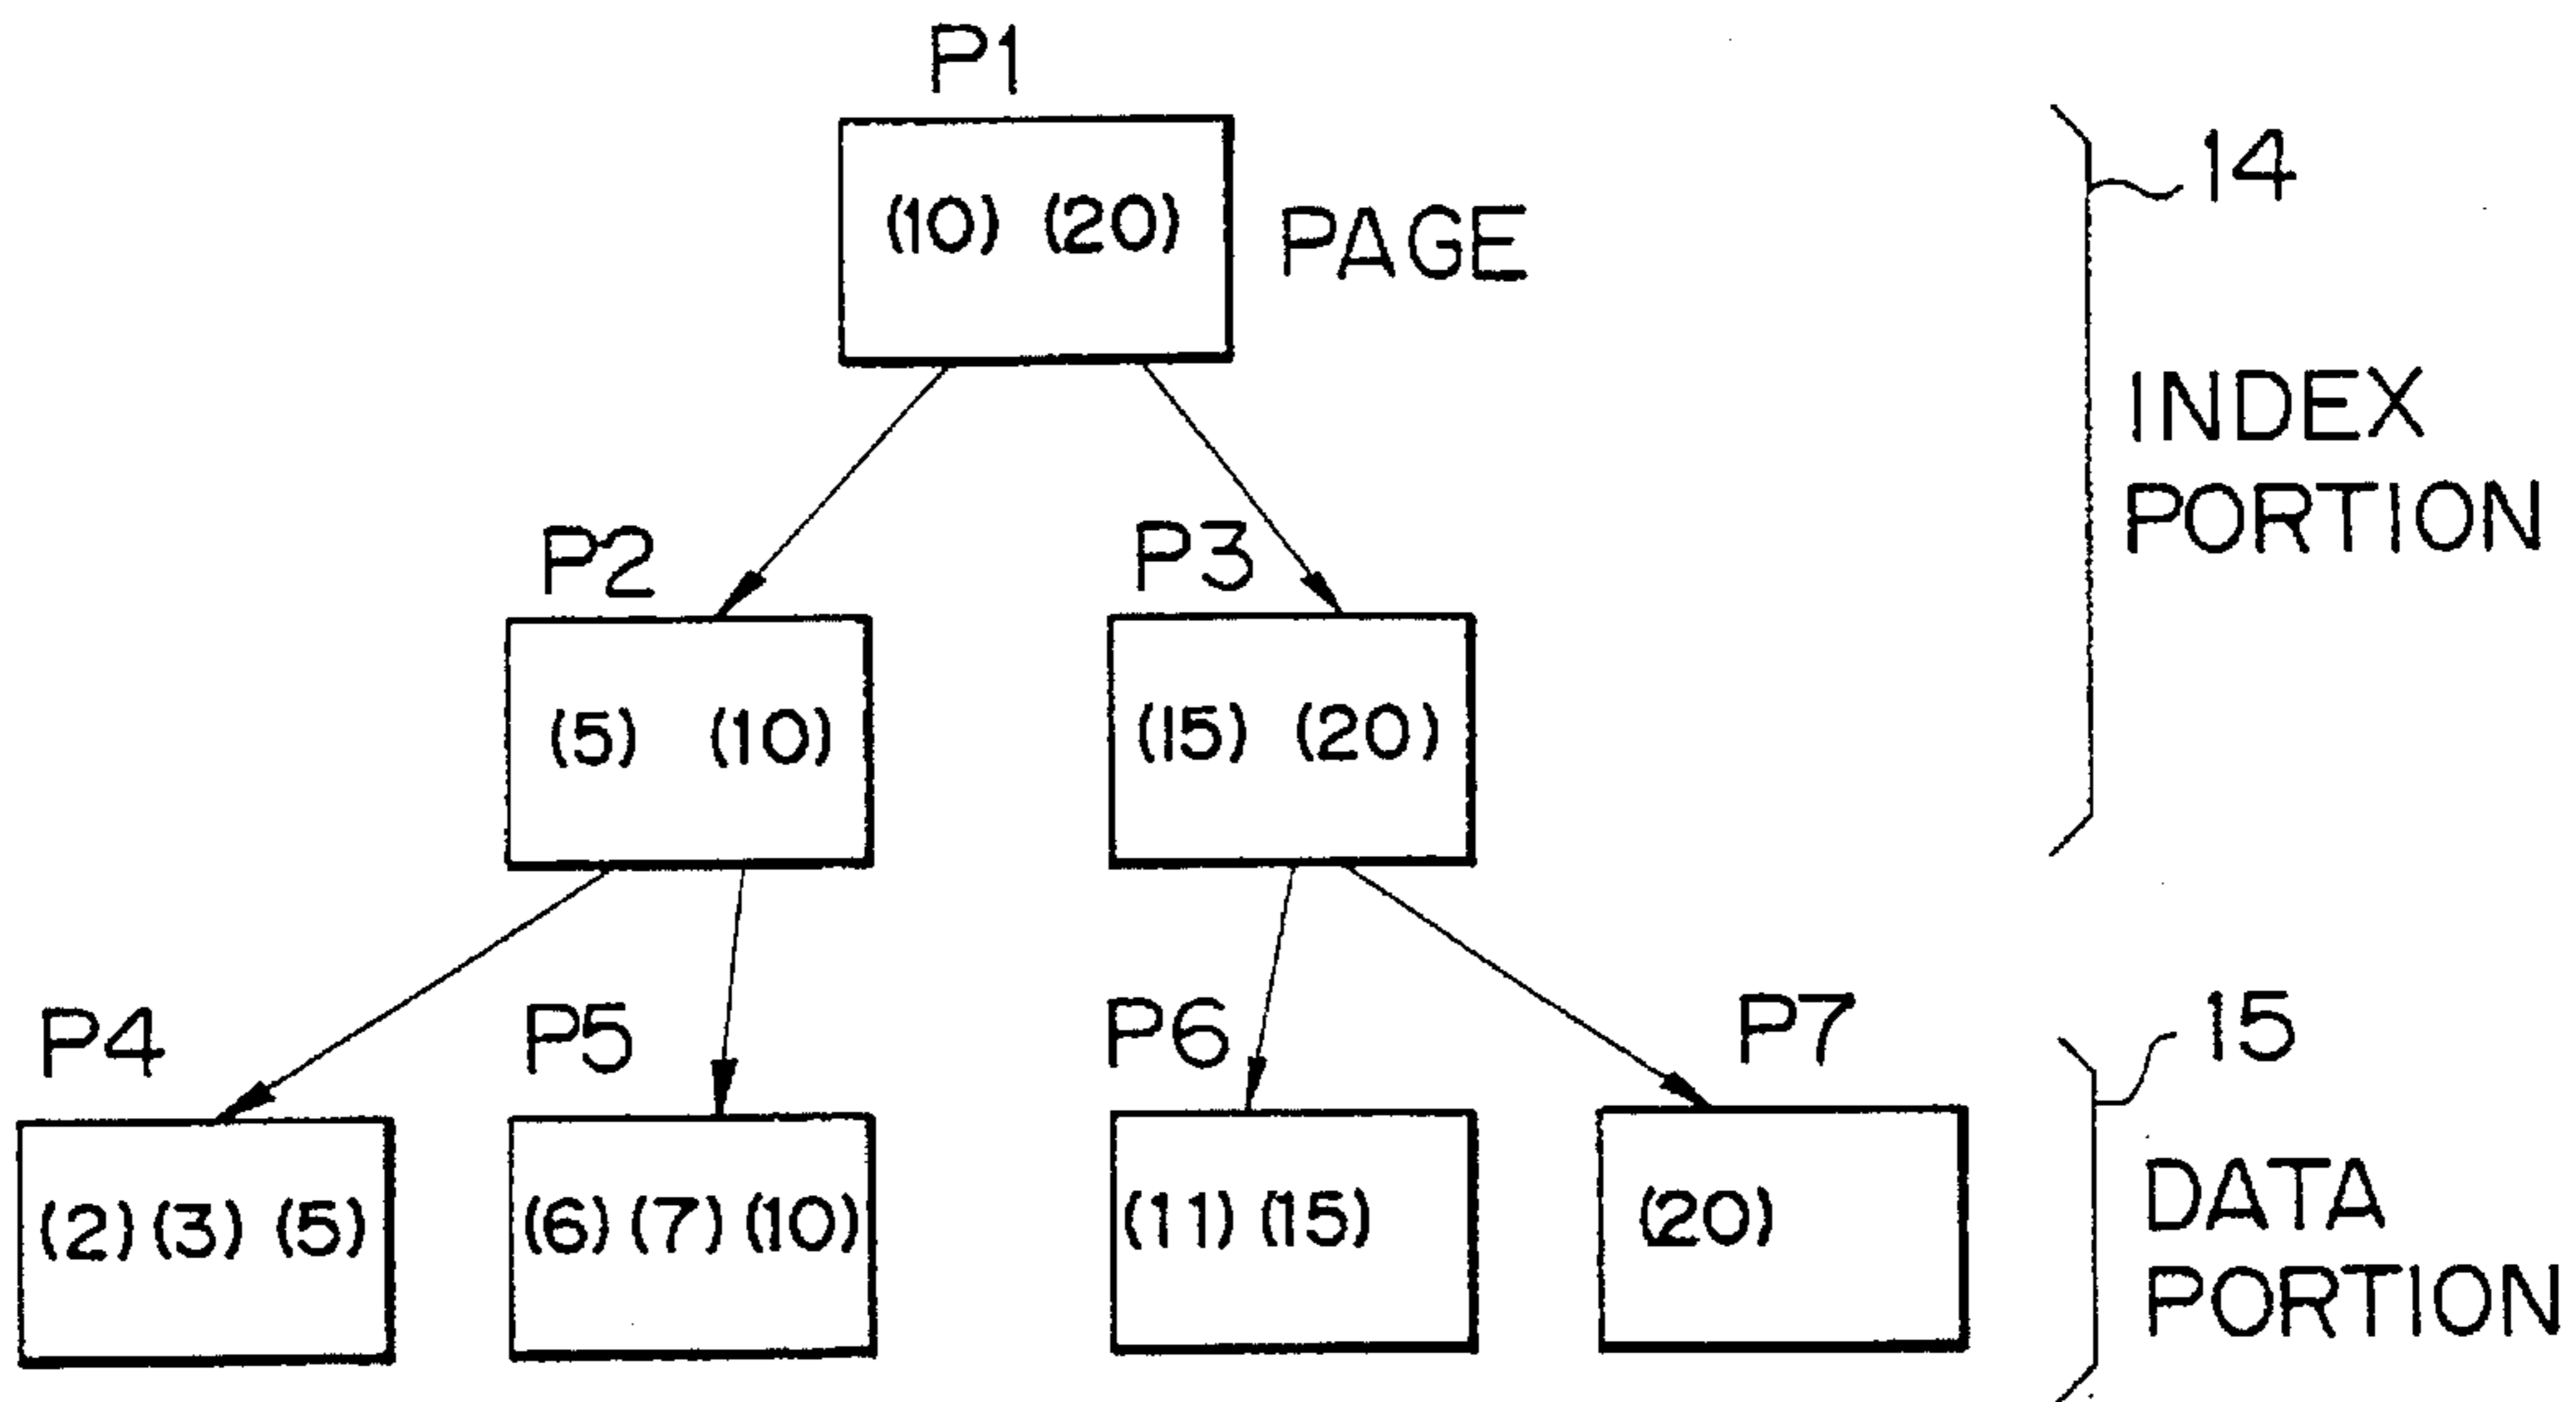 P1
(10) (20)
PAGE
14
INDEX
PORTION
P2
P3
(5) (10)
(15) (20)
P4
P5
P6
P7
15
(2) (3) (5)
(6) (7) (10)
(11) (15)
(20)
DATA
PORTION